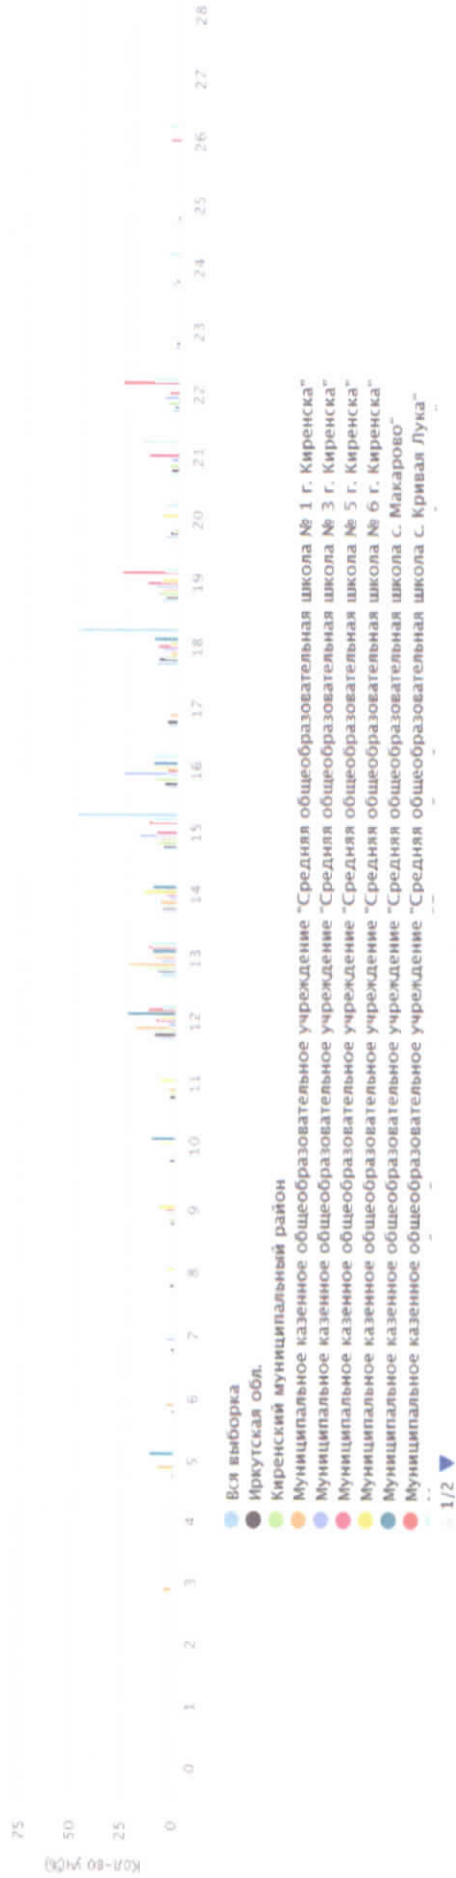 Кол-во уч(%)
75
50
25
0
0 1 2 3 4 5 6 7 8 9 10 11 12 13 14 15 16 17 18 19 20 21 22 23 24 25 26 27 28
Вся выборка
Иркутская обл.
Киренский муниципальный район
Муниципальное казенное общеобразовательное учреждение "Средняя общеобразовательная школа № 1 г. Киренска"
Муниципальное казенное общеобразовательное учреждение "Средняя общеобразовательная школа № 3 г. Киренска"
Муниципальное казенное общеобразовательное учреждение "Средняя общеобразовательная школа № 5 г. Киренска"
Муниципальное казенное общеобразовательное учреждение "Средняя общеобразовательная школа № 6 г. Киренска"
Муниципальное казенное общеобразовательное учреждение "Средняя общеобразовательная школа с. Макарово"
Муниципальное казенное общеобразовательное учреждение "Средняя общеобразовательная школа с. Кривая Лука"
1/2